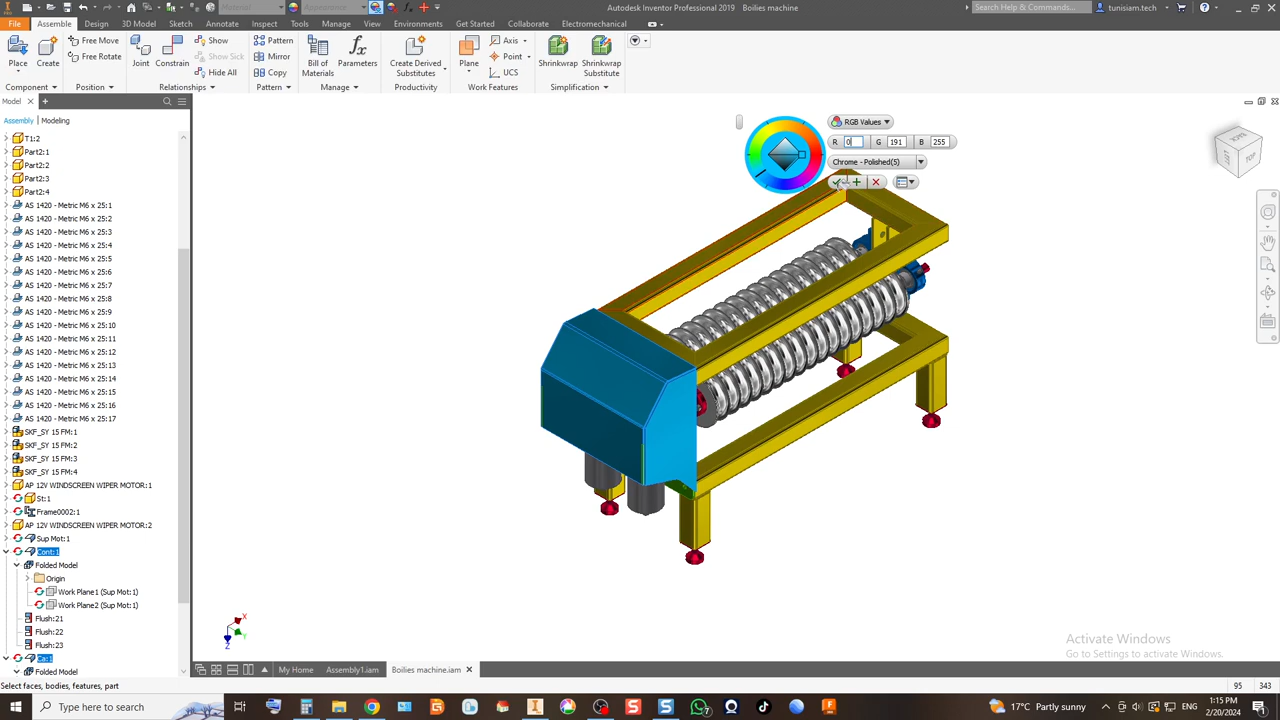 Material
Appearance
Autodesk Inventor Professional 2019   Boilies machine
Search Help & Commands...
tunisiam.tech
File
Assemble
Design
3D Model
Sketch
Inspect
Tools
Manage
View
Environments
Get Started
Collaborate
Electromechanical
Place
Create
Free Move
Free Rotate
Joint
Constrain
Show
Show Sick
Hide All
Pattern
Mirror
Copy
Bill of
Materials
Parameters
Create Derived
Substitutes
Plane
Axis
Point
UCS
Shrinkwrap
Shrinkwrap
Substitute
Component
Position
Relationships
Pattern
Manage
Productivity
Work Features
Simplification
Model
Assembly
Modeling
T1:2
Part2:1
Part2:2
Part2:3
Part2:4
AS 1420 - Metric M6 x 25:1
AS 1420 - Metric M6 x 25:2
AS 1420 - Metric M6 x 25:3
AS 1420 - Metric M6 x 25:4
AS 1420 - Metric M6 x 25:5
AS 1420 - Metric M6 x 25:6
AS 1420 - Metric M6 x 25:7
AS 1420 - Metric M6 x 25:8
AS 1420 - Metric M6 x 25:9
AS 1420 - Metric M6 x 25:10
AS 1420 - Metric M6 x 25:11
AS 1420 - Metric M6 x 25:12
AS 1420 - Metric M6 x 25:13
AS 1420 - Metric M6 x 25:14
AS 1420 - Metric M6 x 25:15
AS 1420 - Metric M6 x 25:16
AS 1420 - Metric M6 x 25:17
SKF_SY 15 FM:1
SKF_SY 15 FM:2
SKF_SY 15 FM:3
SKF_SY 15 FM:4
AP 12V WINDSCREEN WIPER MOTOR:1
St:1
Frame0002:1
AP 12V WINDSCREEN WIPER MOTOR:2
Sup Mot:1
Cont:1
Folded Model
Origin
Work Plane1 (Sup Mot:1)
Work Plane2 (Sup Mot:1)
Flush:21
Flush:22
Flush:23
Ca:1
Folded Model
RGB Values
R 0 G 191 B 255
Chrome - Polished(5)
BACK
TOP
X
Y
Z
Activate Windows
Go to Settings to activate Windows.
My Home
Assembly1.iam
Boilies machine.iam
Select faces, bodies, features, part
95
343
Type here to search
17°C Partly sunny
1:15 PM
2/20/2024